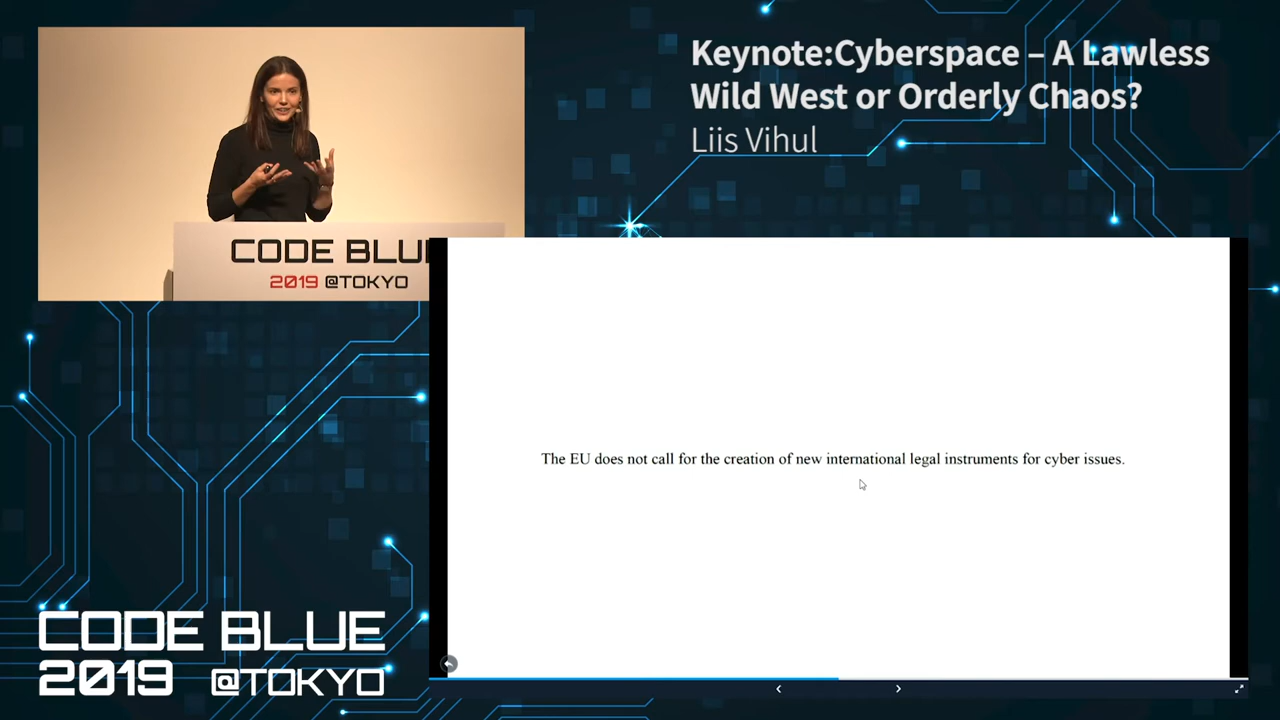 Keynote:Cyberspace – A Lawless
Wild West or Orderly Chaos?
Liis Vihul
CODE BLUE
2019 @TOKYO
The EU does not call for the creation of new international legal instruments for cyber issues.
CODE BLUE
2019 @TOKYO